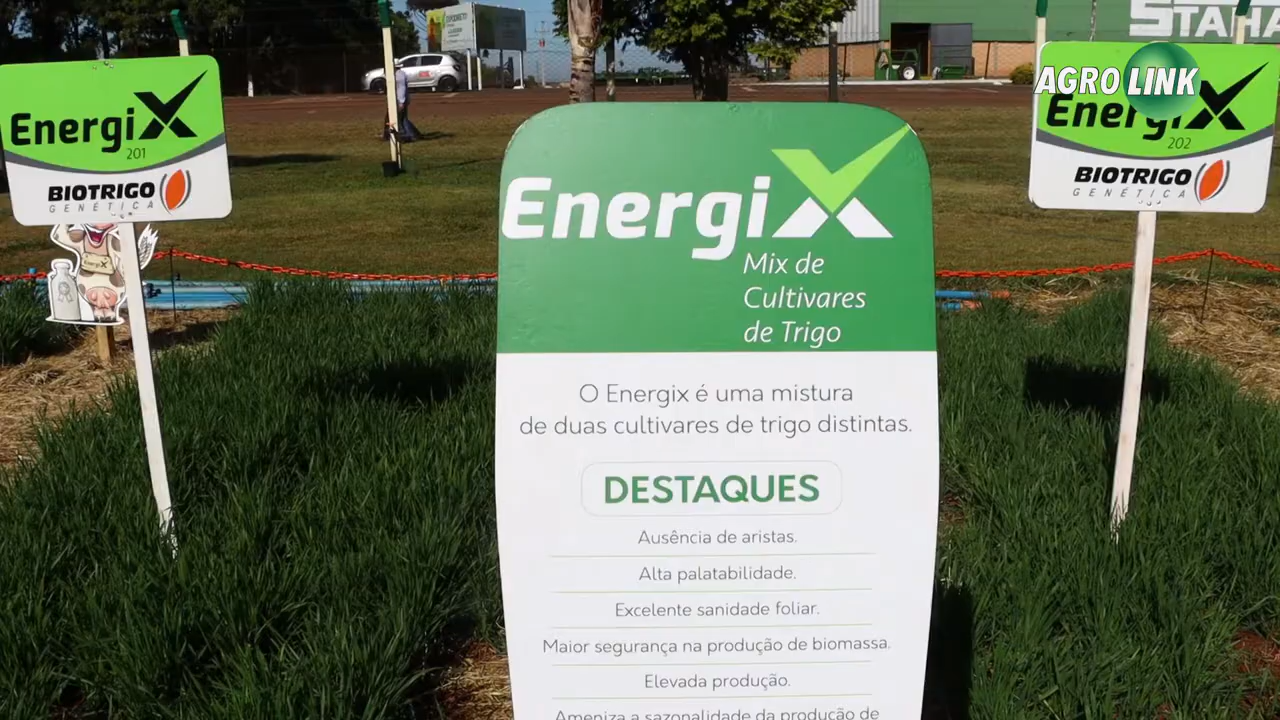 STAHA
AGRO LINK
EnergiX
201
BIOTRIGO
GENÉTICA
EnergiX
202
BIOTRIGO
GENÉTICA
EnergiX
EnergiX
Mix de
Cultivares
de Trigo
O Energix é uma mistura
de duas cultivares de trigo distintas.
DESTAQUES
Ausência de aristas.
Alta palatabilidade.
Excelente sanidade foliar.
Maior segurança na produção de biomassa.
Elevada produção.
Ameniza a sazonalidade da produção de